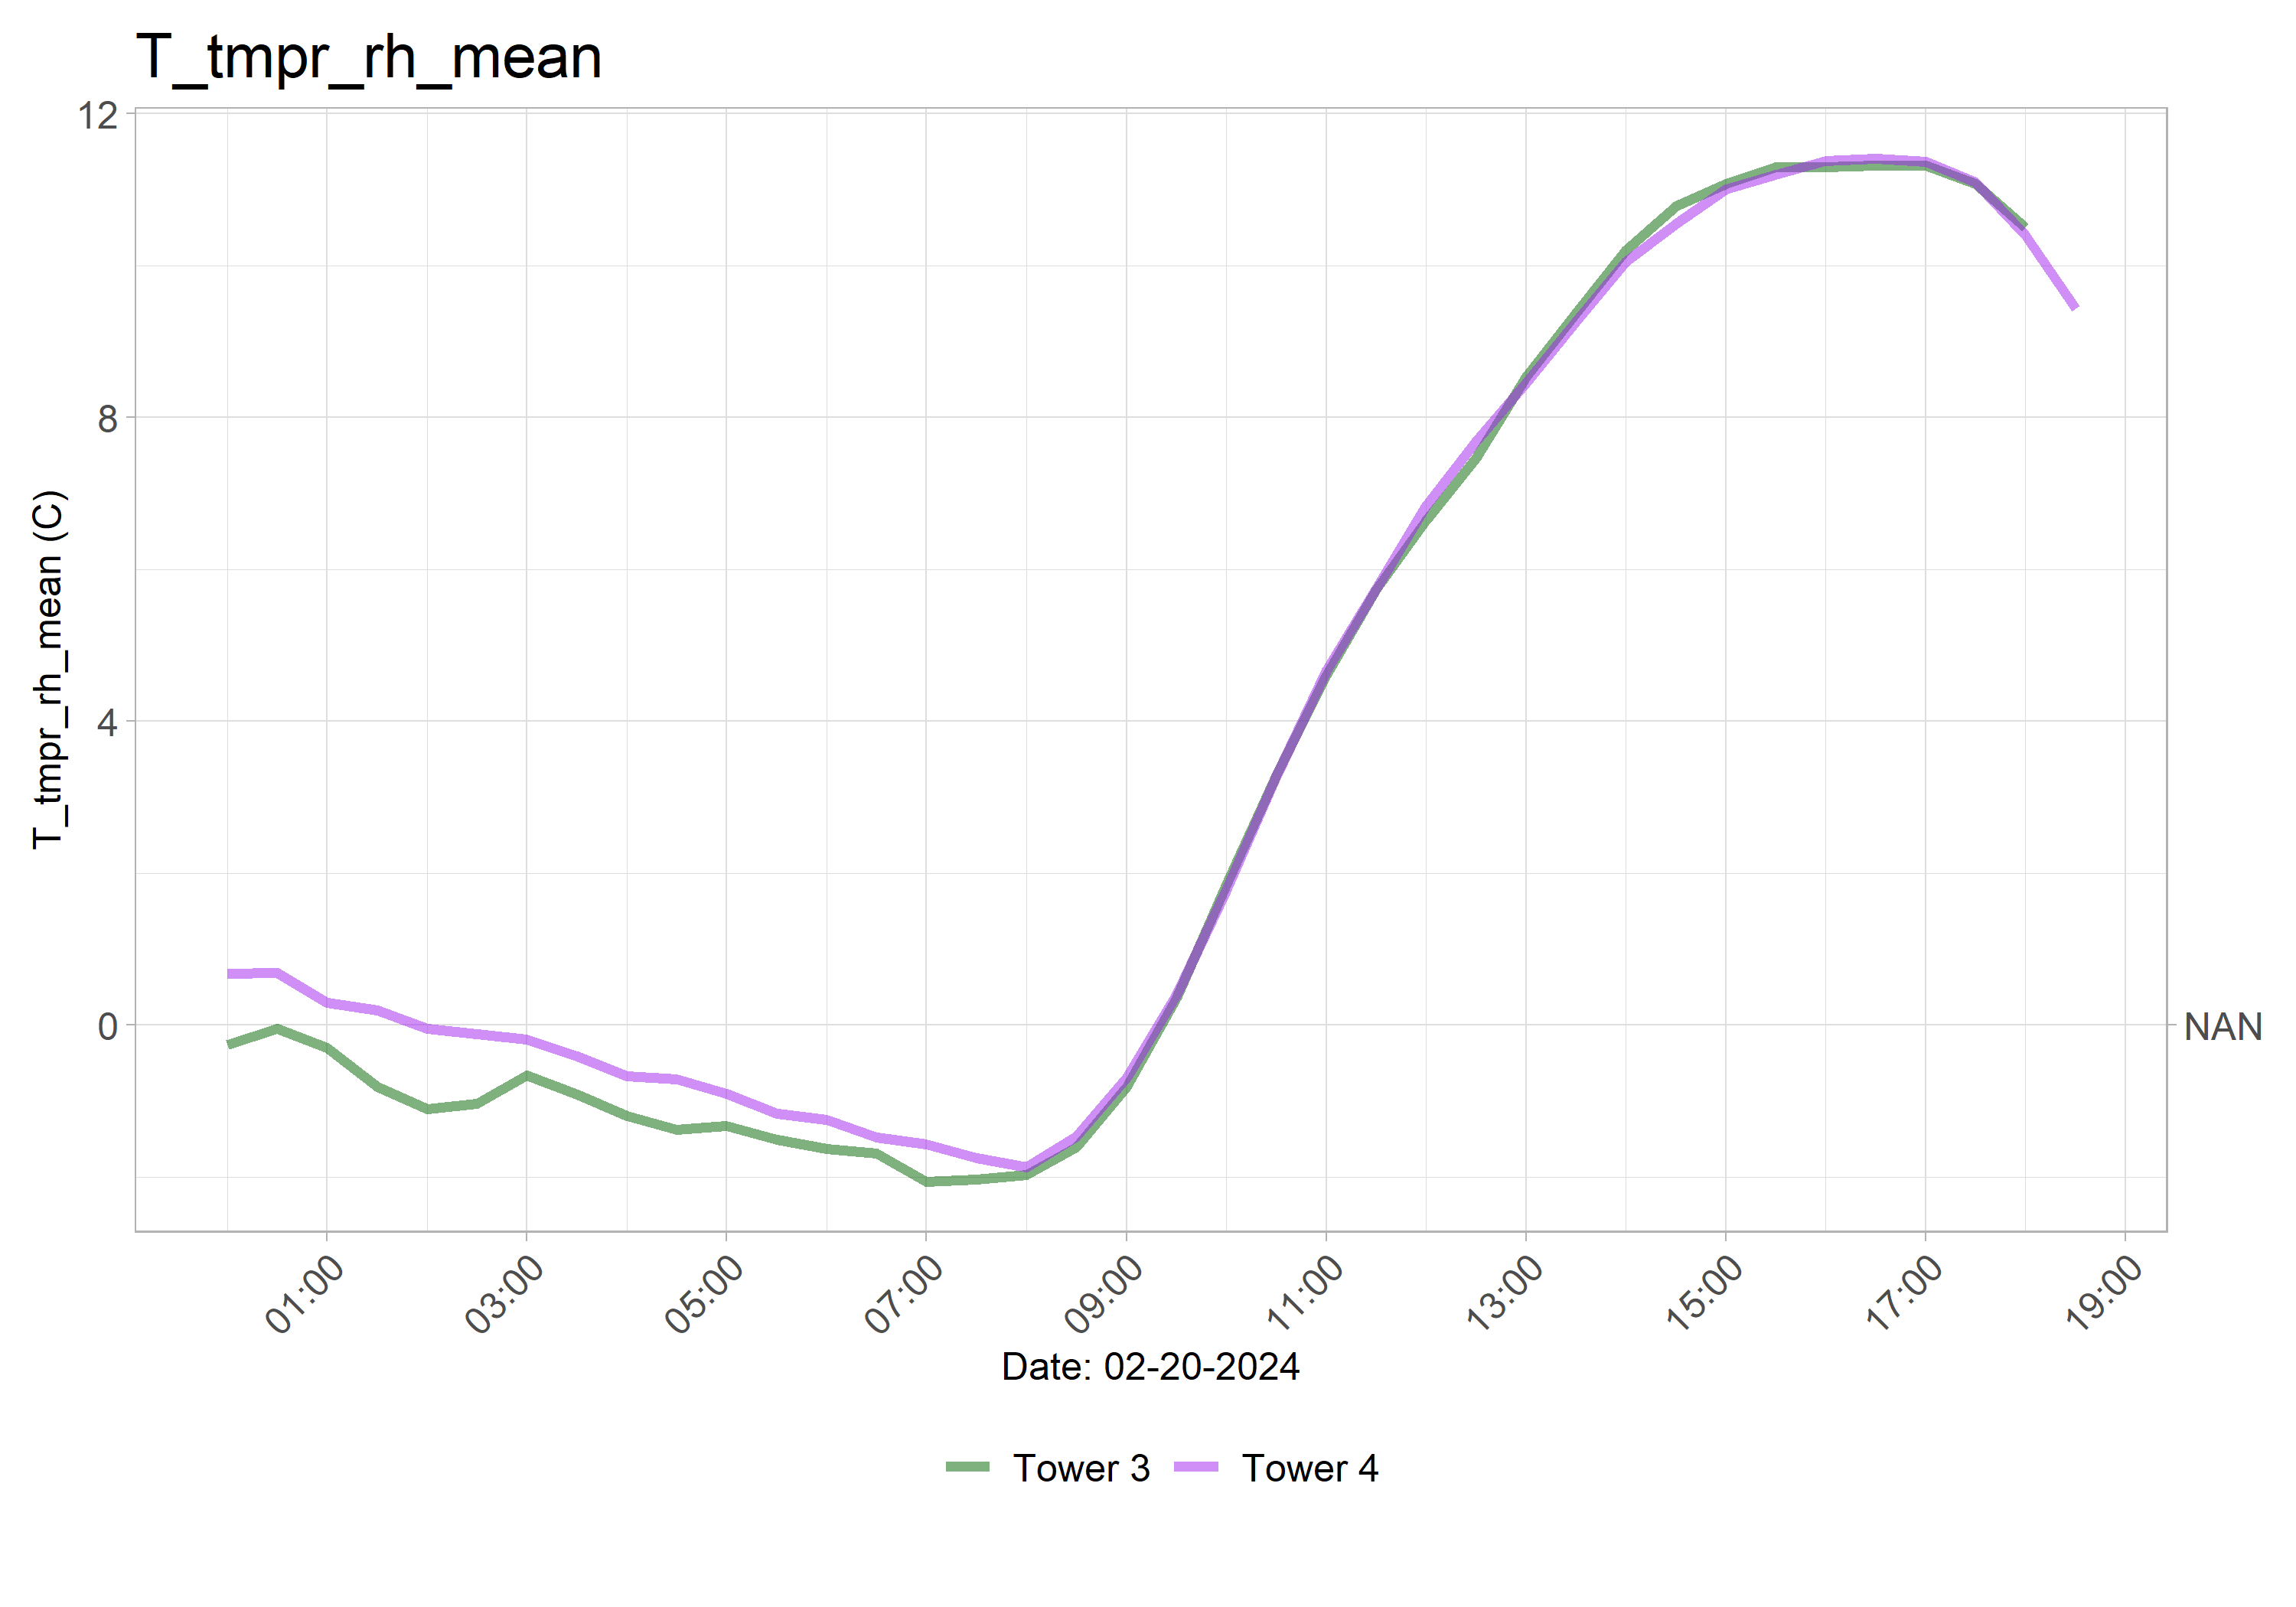 T_tmpr_rh_mean
12
8
4
0
T_tmpr_rh_mean (C)
NAN
01:00 03:00 05:00 07:00 09:00 11:00 13:00 15:00 17:00 19:00
Date: 02-20-2024
Tower 3 Tower 4